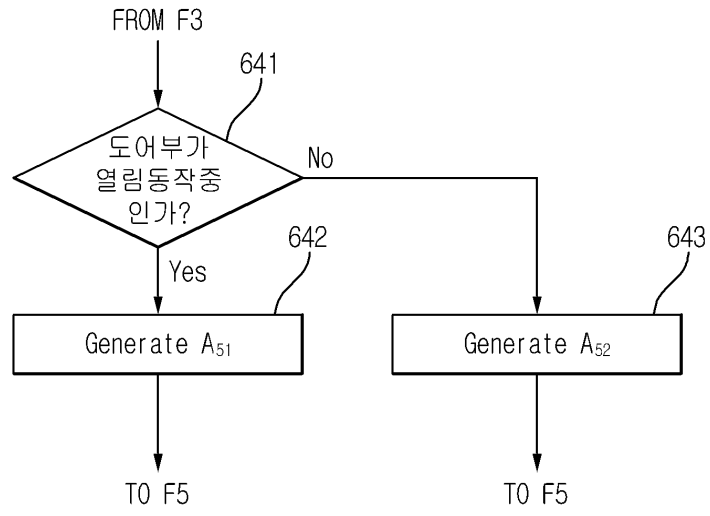 FROM F3
641
도어부가
열림동작중
인가?
No
Yes
642
643
Generate A₅₁
Generate A₅₂
TO F5
TO F5